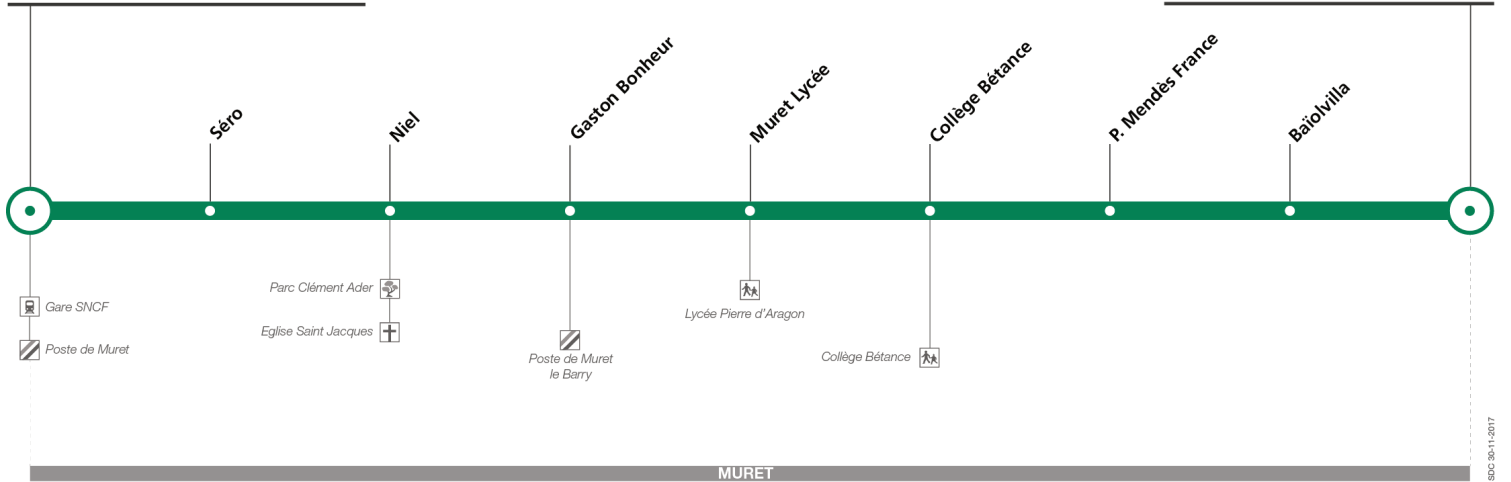 Séro
Niel
Gaston Bonheur
Muret Lycée
Collège Bétance
P. Mendès France
Baïolvilla
Gare SNCF
Poste de Muret
Parc Clément Ader
Eglise Saint Jacques
Poste de Muret
le Barry
Lycée Pierre d'Aragon
Collège Bétance
MURET
SDC 30-11-2017